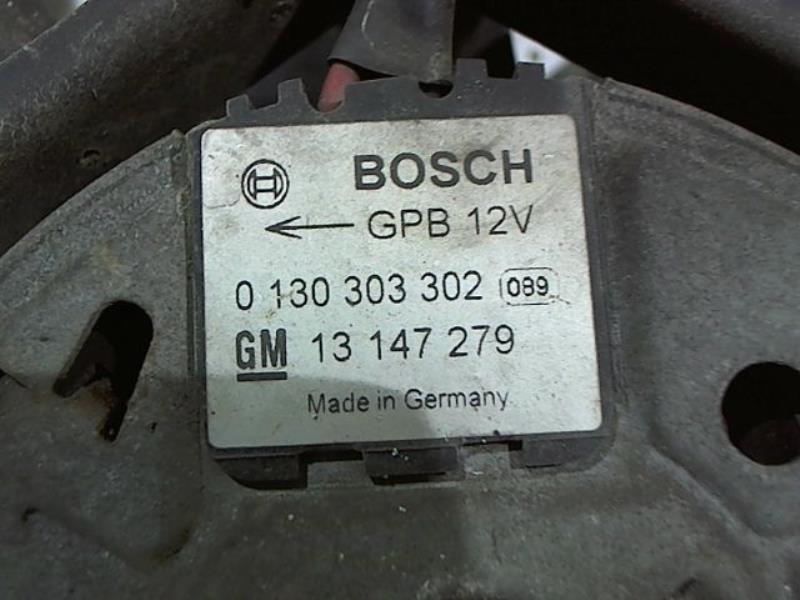 BOSCH
← GPB 12V
0 130 303 302 089
GM 13 147 279
Made in Germany